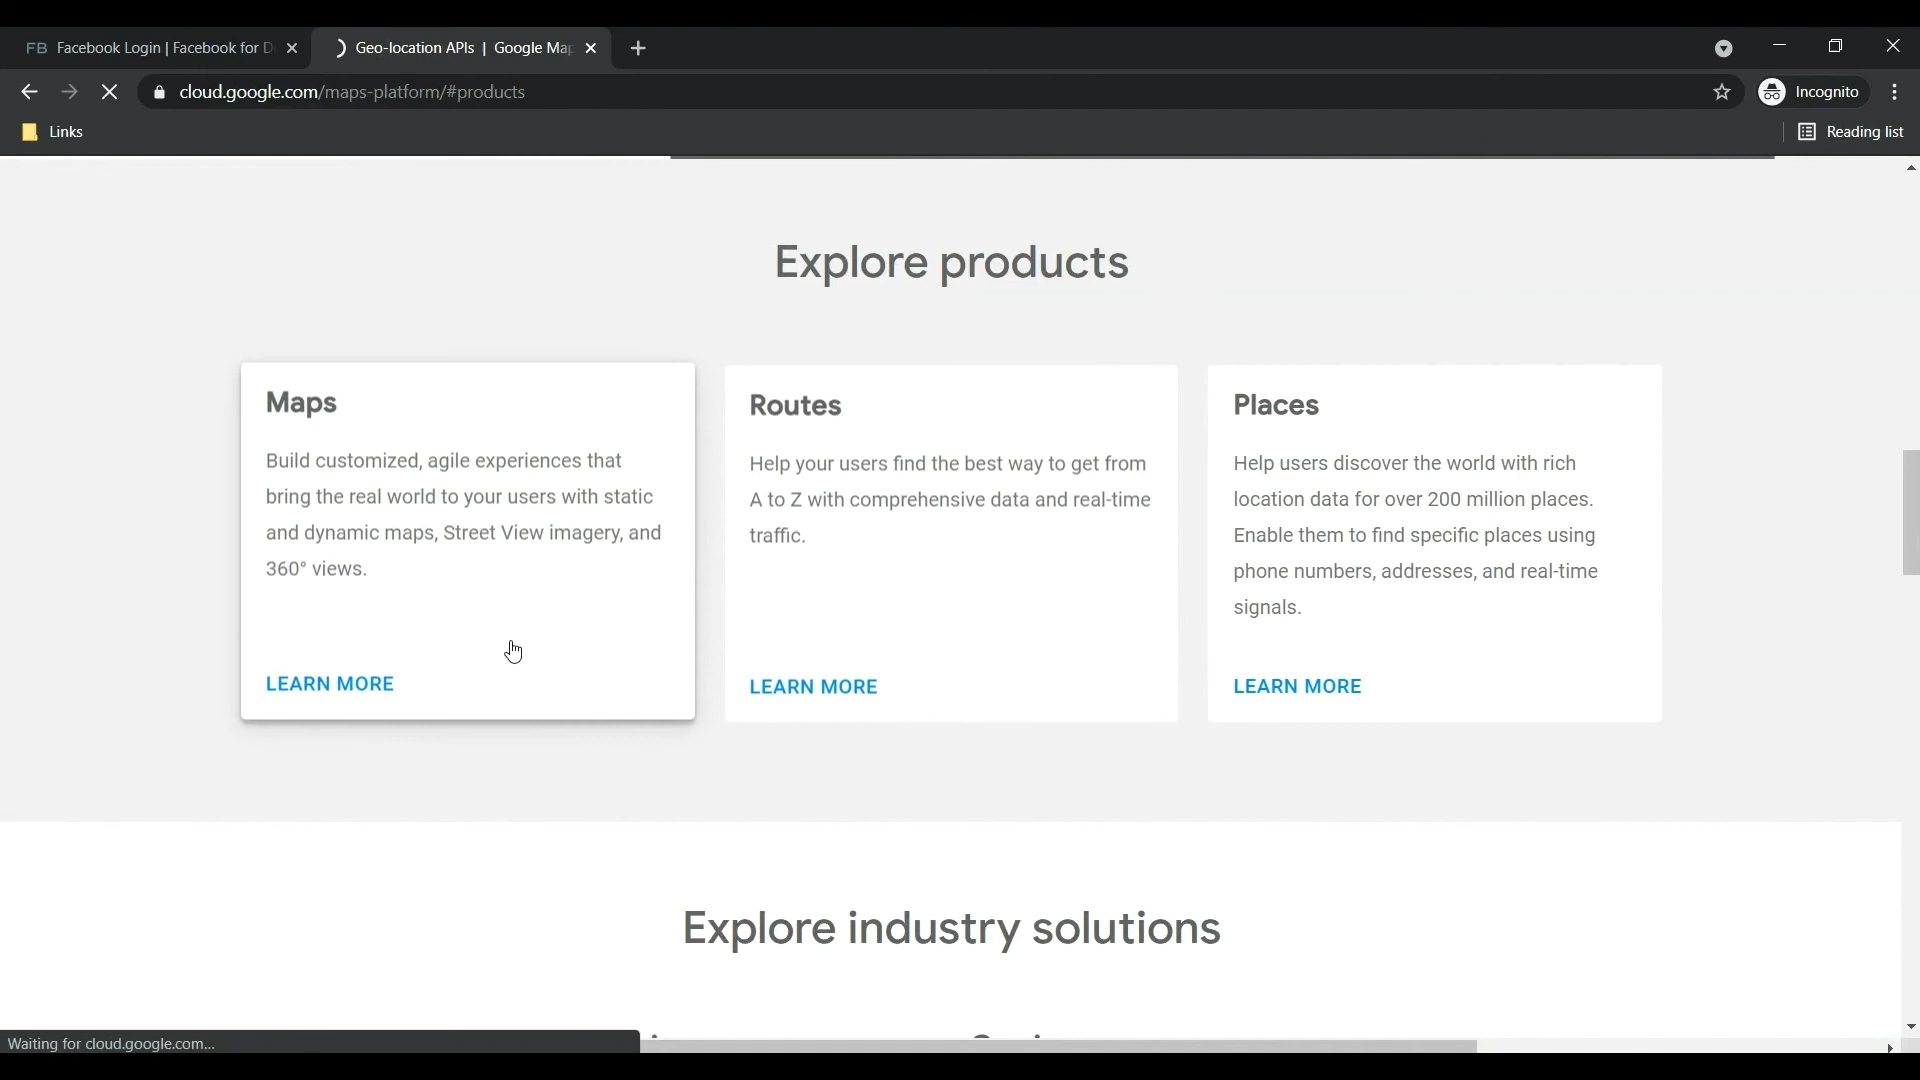 FB Facebook Login | Facebook for D
Geo-location APIs | Google Map
cloud.google.com/maps-platform/#products
Incognito
Links
Reading list
Explore products
Maps
Build customized, agile experiences that
bring the real world to your users with static
and dynamic maps, Street View imagery, and
360° views.
LEARN MORE
Routes
Help your users find the best way to get from
A to Z with comprehensive data and real-time
traffic.
LEARN MORE
Places
Help users discover the world with rich
location data for over 200 million places.
Enable them to find specific places using
phone numbers, addresses, and real-time
signals.
LEARN MORE
Explore industry solutions
Waiting for cloud.google.com...